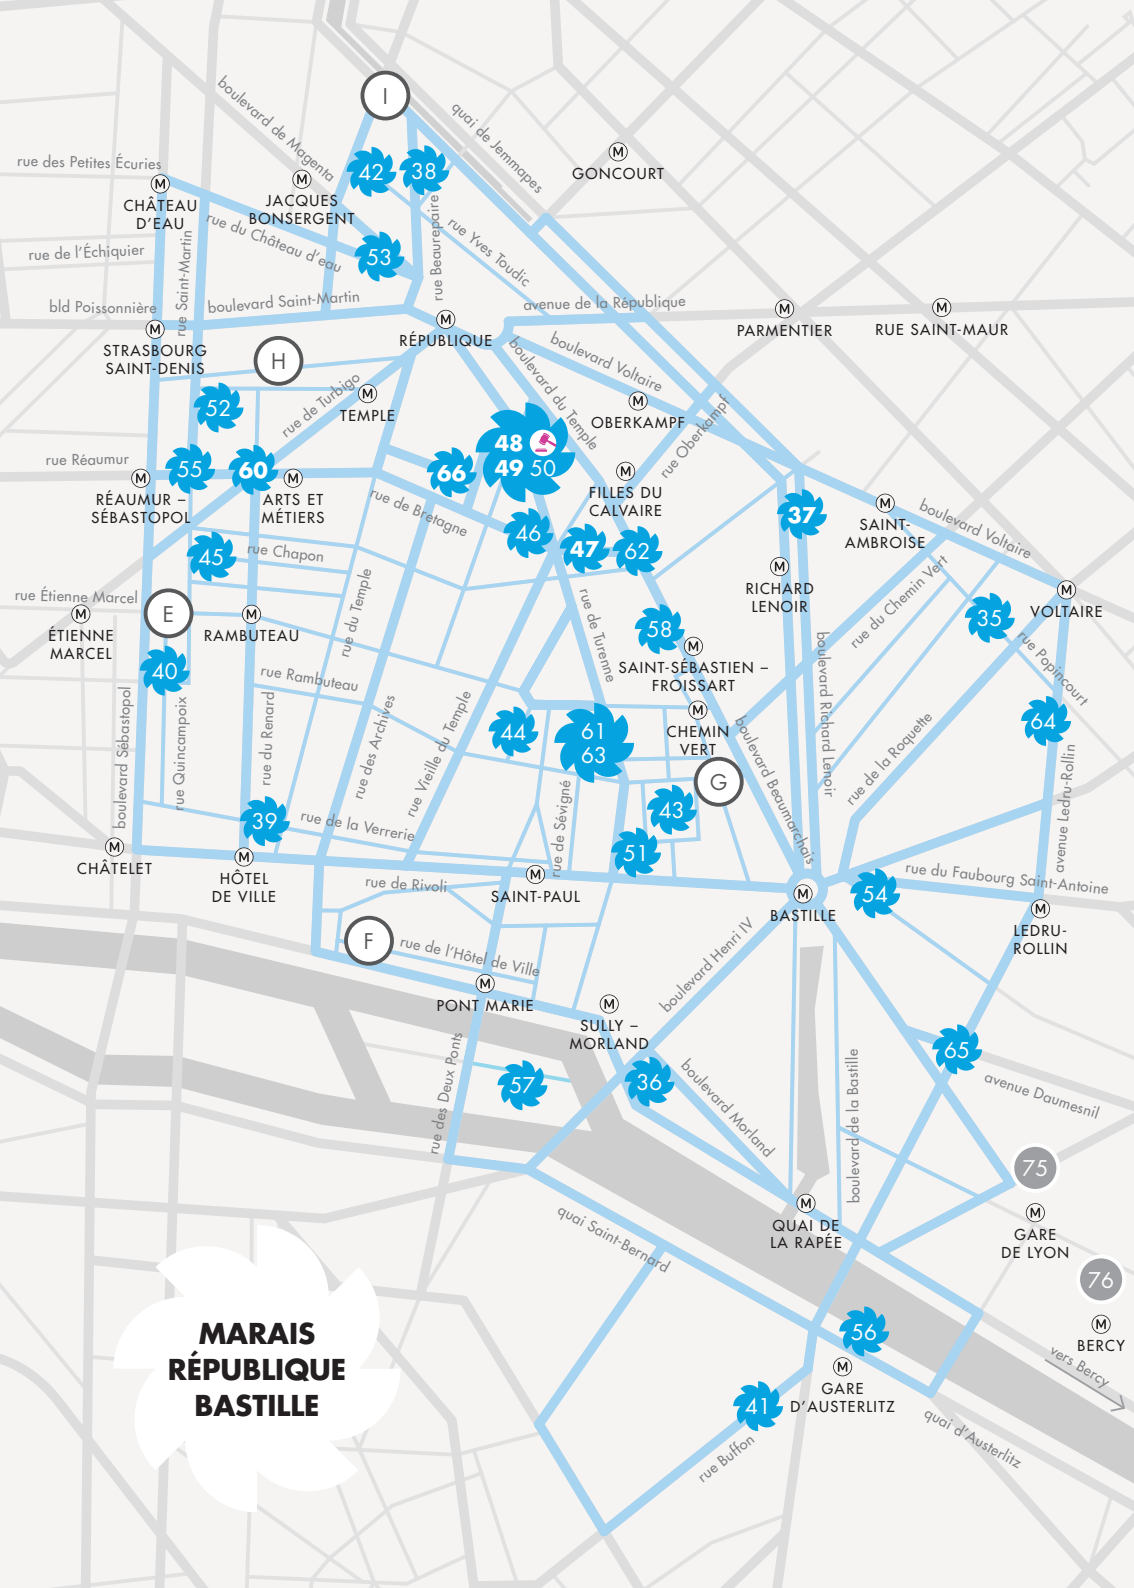 I
boulevard de Magenta
quai de Jemmapes
M
GONCOURT
rue des Petites Écuries
M
CHÂTEAU
D'EAU
M
JACQUES
BONSERGENT
42
38
rue du Château d'eau
53
rue Beaurepaire
rue Yves Toudic
rue de l'Échiquier
rue Saint-Martin
bld Poissonnière
boulevard Saint-Martin
avenue de la République
M
STRASBOURG
SAINT-DENIS
M
RÉPUBLIQUE
M
PARMENTIER
M
RUE SAINT-MAUR
H
boulevard du Temple
boulevard Voltaire
52
rue de Turbigo
M
TEMPLE
M
OBERKAMPF
rue Oberkampf
48
49 50
rue Réaumur
M
RÉAUMUR –
SÉBASTOPOL
55
60
M
ARTS ET
MÉTIERS
66
rue de Bretagne
M
FILLES DU
CALVAIRE
37
M
SAINT-
AMBROISE
boulevard Voltaire
46
47
62
45
rue Chapon
M
RICHARD
LENOIR
rue du Chemin Vert
M
VOLTAIRE
35
rue Popincourt
rue Étienne Marcel
M
ÉTIENNE
MARCEL
E
M
RAMBUTEAU
rue du Temple
rue de Turenne
58
M
SAINT-SÉBASTIEN –
FROISSART
40
rue Rambuteau
boulevard Richard Lenoir
boulevard Sébastopol
rue Quincampoix
rue du Renard
rue des Archives
rue Vieille du Temple
44
61
63
M
CHEMIN
VERT
G
boulevard Beaumarchais
rue de la Roquette
64
avenue Ledru-Rollin
43
39
rue de la Verrerie
rue de Sévigné
51
M
CHÂTELET
M
HÔTEL
DE VILLE
rue de Rivoli
M
SAINT-PAUL
M
BASTILLE
54
rue du Faubourg Saint-Antoine
M
LEDRU-
ROLLIN
F
rue de l'Hôtel de Ville
boulevard Henri IV
M
PONT MARIE
M
SULLY –
MORLAND
rue des Deux Ponts
57
36
boulevard Morland
boulevard de la Bastille
65
avenue Daumesnil
75
M
GARE
DE LYON
M
QUAI DE
LA RAPÉE
quai Saint-Bernard
76
M
BERCY
vers Bercy
56
M
GARE
D'AUSTERLITZ
41
rue Buffon
quai d'Austerlitz
MARAIS
RÉPUBLIQUE
BASTILLE